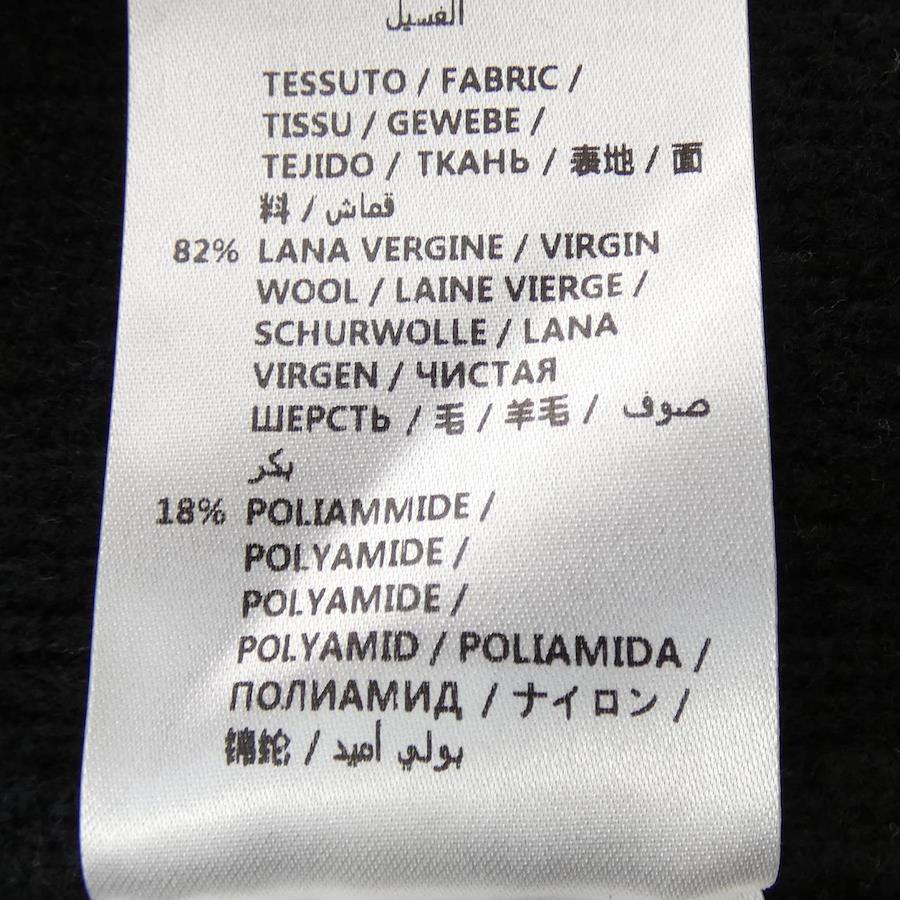 الغسيل
TESSUTO / FABRIC /
TISSU / GEWEBE /
TEJIDO / ТКАНЬ / 表地 / 面
料 / قماش
82% LANA VERGINE / VIRGIN
WOOL / LAINE VIERGE /
SCHURWOLLE / LANA
VIRGEN / ЧИСТАЯ
ШЕРСТЬ / 毛 / 羊毛 / صوف
بكر
18% POLIAMMIDE /
POLYAMIDE /
POLYAMIDE /
POLYAMID / POLIAMIDA /
ПОЛИАМИД / ナイロン /
锦纶 / بولي أميد